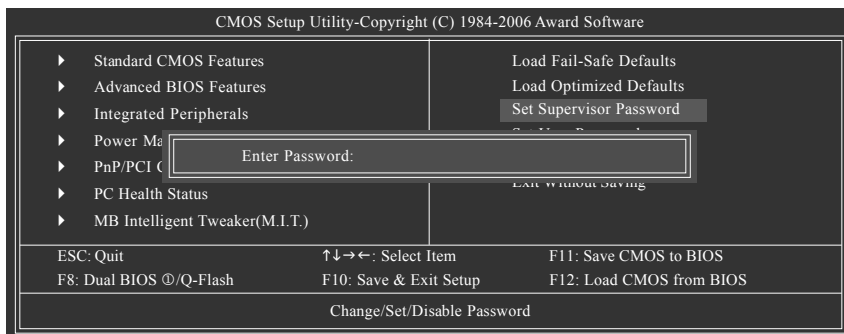 CMOS Setup Utility-Copyright (C) 1984-2006 Award Software
Standard CMOS Features
Advanced BIOS Features
Integrated Peripherals
Power Ma
PnP/PCI C
PC Health Status
MB Intelligent Tweaker(M.I.T.)
Load Fail-Safe Defaults
Load Optimized Defaults
Set Supervisor Password
Exit Without Saving
Enter Password:
ESC: Quit ↑↓→←: Select Item F11: Save CMOS to BIOS
F8: Dual BIOS ①/Q-Flash F10: Save & Exit Setup F12: Load CMOS from BIOS
Change/Set/Disable Password